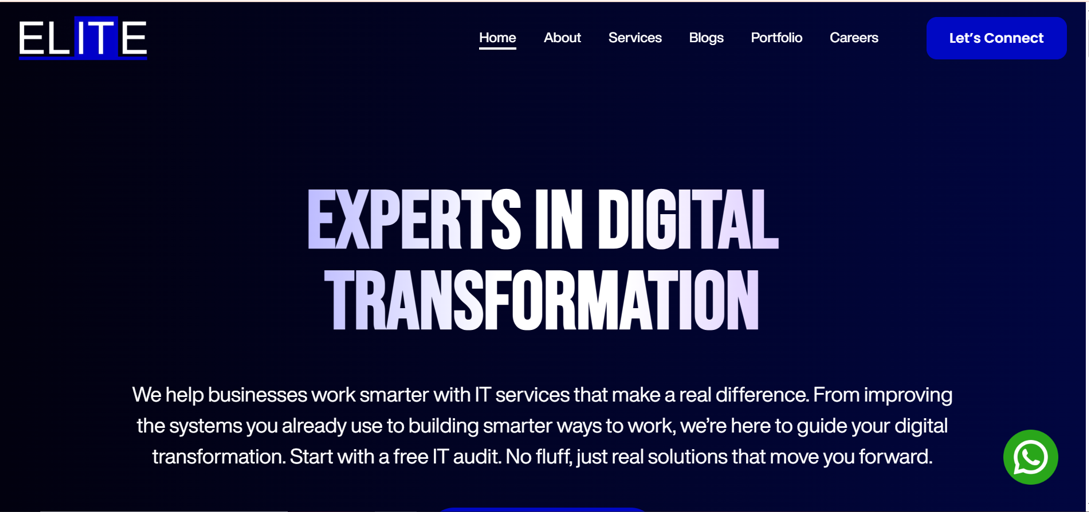 ELITE
Home About Services Blogs Portfolio Careers Let’s Connect
EXPERTS IN DIGITAL
TRANSFORMATION
We help businesses work smarter with IT services that make a real difference. From improving
the systems you already use to building smarter ways to work, we’re here to guide your digital
transformation. Start with a free IT audit. No fluff, just real solutions that move you forward.